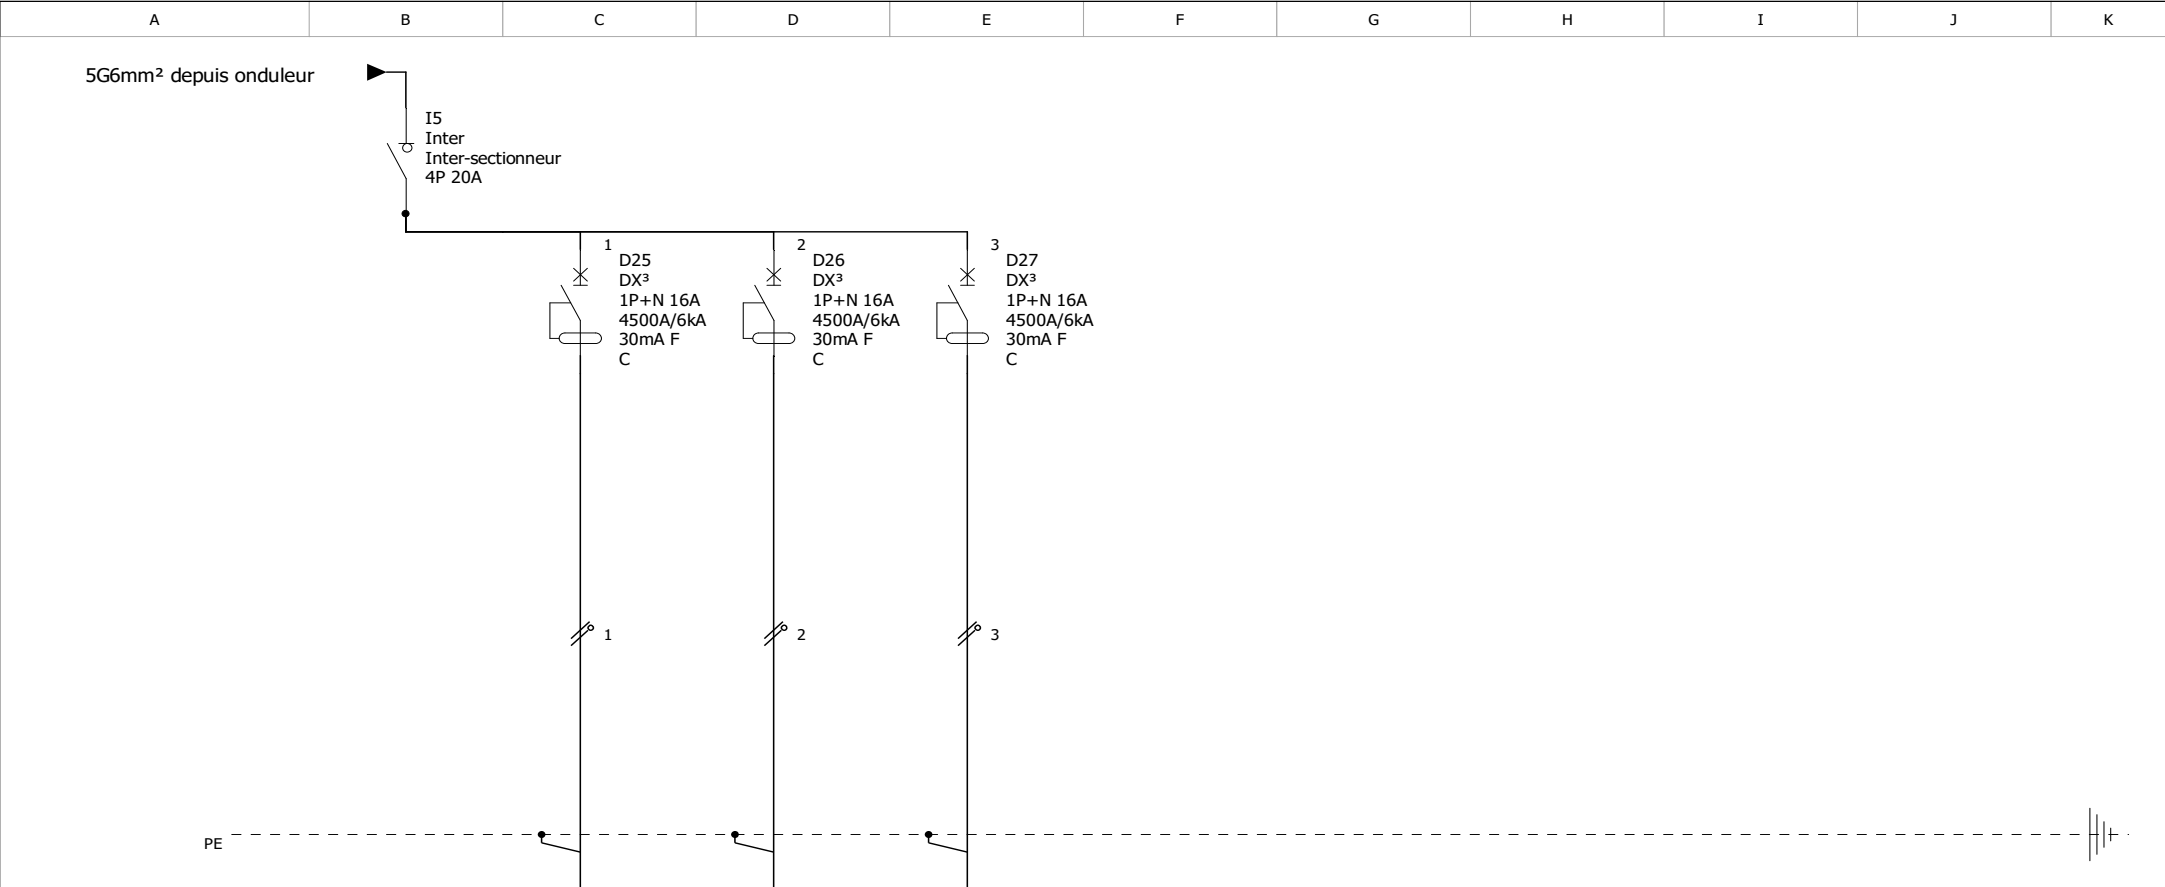 A B C D E F G H I J K
5G6mm² depuis onduleur
I5
Inter
Inter-sectionneur
4P 20A
1
D25
DX³
1P+N 16A
4500A/6kA
30mA F
C
2
D26
DX³
1P+N 16A
4500A/6kA
30mA F
C
3
D27
DX³
1P+N 16A
4500A/6kA
30mA F
C
1
2
3
PE